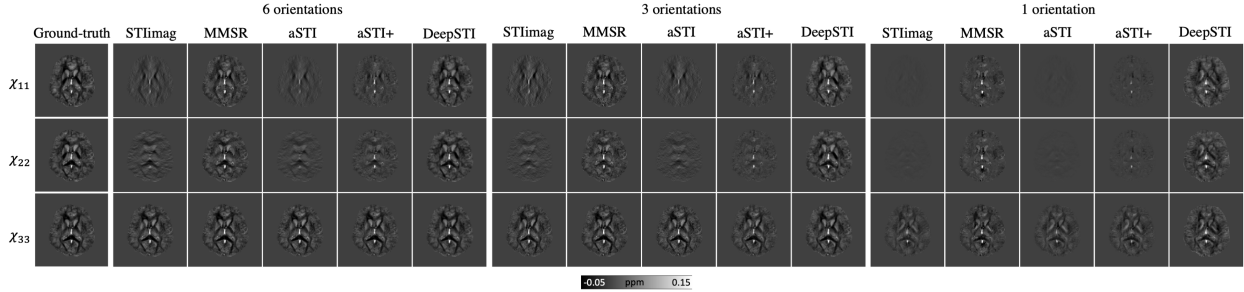 6 orientations 3 orientations 1 orientation
Ground-truth STIimag MMSR aSTI aSTI+ DeepSTI STIimag MMSR aSTI aSTI+ DeepSTI STIimag MMSR aSTI aSTI+ DeepSTI
χ11
χ22
χ33
-0.05 ppm 0.15